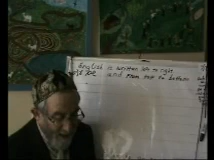 English is written left to right
and from top to bottom